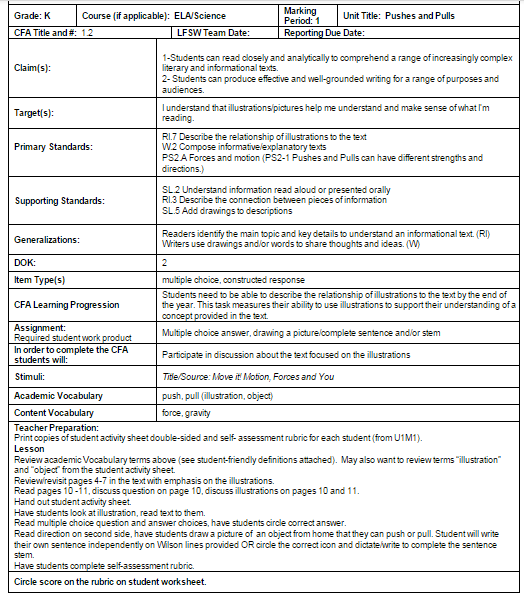 Grade: K
Course (if applicable): ELA/Science
Marking
Period: 1
Unit Title: Pushes and Pulls
CFA Title and #: 1.2
LFSW Team Date:
Reporting Due Date:
Claim(s):
1-Students can read closely and analytically to comprehend a range of increasingly complex
literary and informational texts.
2- Students can produce effective and well-grounded writing for a range of purposes and
audiences.
Target(s):
I understand that illustrations/pictures help me understand and make sense of what I'm
reading.
Primary Standards:
RI.7 Describe the relationship of illustrations to the text
W.2 Compose informative/explanatory texts
PS2.A Forces and motion (PS2-1 Pushes and Pulls can have different strengths and
directions.)
Supporting Standards:
SL.2 Understand information read aloud or presented orally
RI.3 Describe the connection between pieces of information
SL.5 Add drawings to descriptions
Generalizations:
Readers identify the main topic and key details to understand an informational text. (RI)
Writers use drawings and/or words to share thoughts and ideas. (W)
DOK:
2
Item Type(s)
multiple choice, constructed response
CFA Learning Progression
Students need to be able to describe the relationship of illustrations to the text by the end of
the year. This task measures their ability to use illustrations to support their understanding of a
concept provided in the text.
Assignment:
Required student work product
Multiple choice answer, drawing a picture/complete sentence and/or stem
In order to complete the CFA
students will:
Participate in discussion about the text focused on the illustrations
Stimuli:
Title/Source: Move it! Motion, Forces and You
Academic Vocabulary
push, pull (illustration, object)
Content Vocabulary
force, gravity
Teacher Preparation:
Print copies of student activity sheet double-sided and self- assessment rubric for each student (from U1M1).
Lesson
Review academic Vocabulary terms above (see student-friendly definitions attached). May also want to review terms "illustration"
and "object" from the student activity sheet.
Review/revisit pages 4-7 in the text with emphasis on the illustrations.
Read pages 10 -11, discuss question on page 10, discuss illustrations on pages 10 and 11.
Hand out student activity sheet.
Have students look at illustration, read text to them.
Read multiple choice question and answer choices, have students circle correct answer.
Read direction on second side, have students draw a picture of an object from home that they can push or pull. Student will write
their own sentence independently on Wilson lines provided OR circle the correct icon and dictate/write to complete the sentence
stem.
Have students complete self-assessment rubric.
Circle score on the rubric on student worksheet.